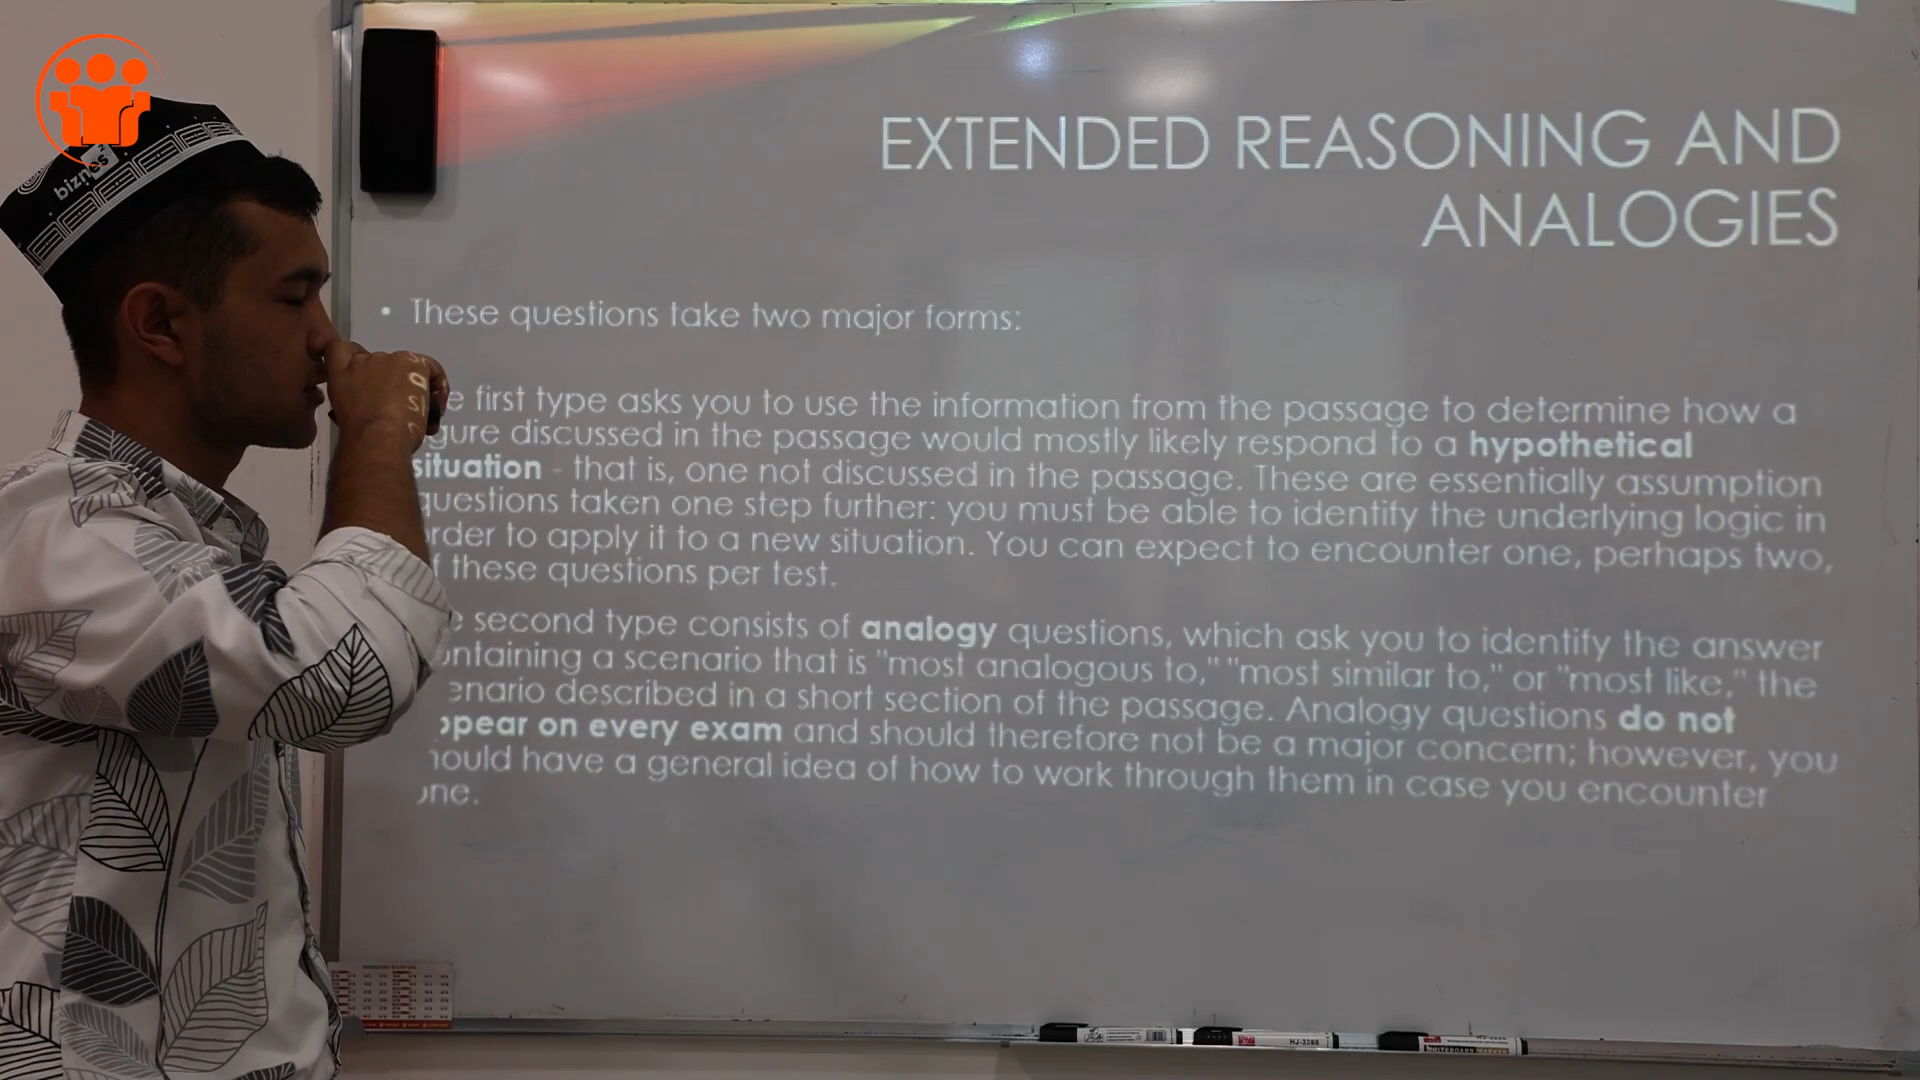 EXTENDED REASONING AND
ANALOGIES
• These questions take two major forms:
e first type asks you to use the information from the passage to determine how a
gure discussed in the passage would mostly likely respond to a hypothetical
situation - that is, one not discussed in the passage. These are essentially assumption
questions taken one step further: you must be able to identify the underlying logic in
rder to apply it to a new situation. You can expect to encounter one, perhaps two,
f these questions per test.
e second type consists of analogy questions, which ask you to identify the answer
ontaining a scenario that is "most analogous to," "most similar to," or "most like," the
enario described in a short section of the passage. Analogy questions do not
ppear on every exam and should therefore not be a major concern; however, you
hould have a general idea of how to work through them in case you encounter
one.
HJ-3288
WHITEBOARD MARKER